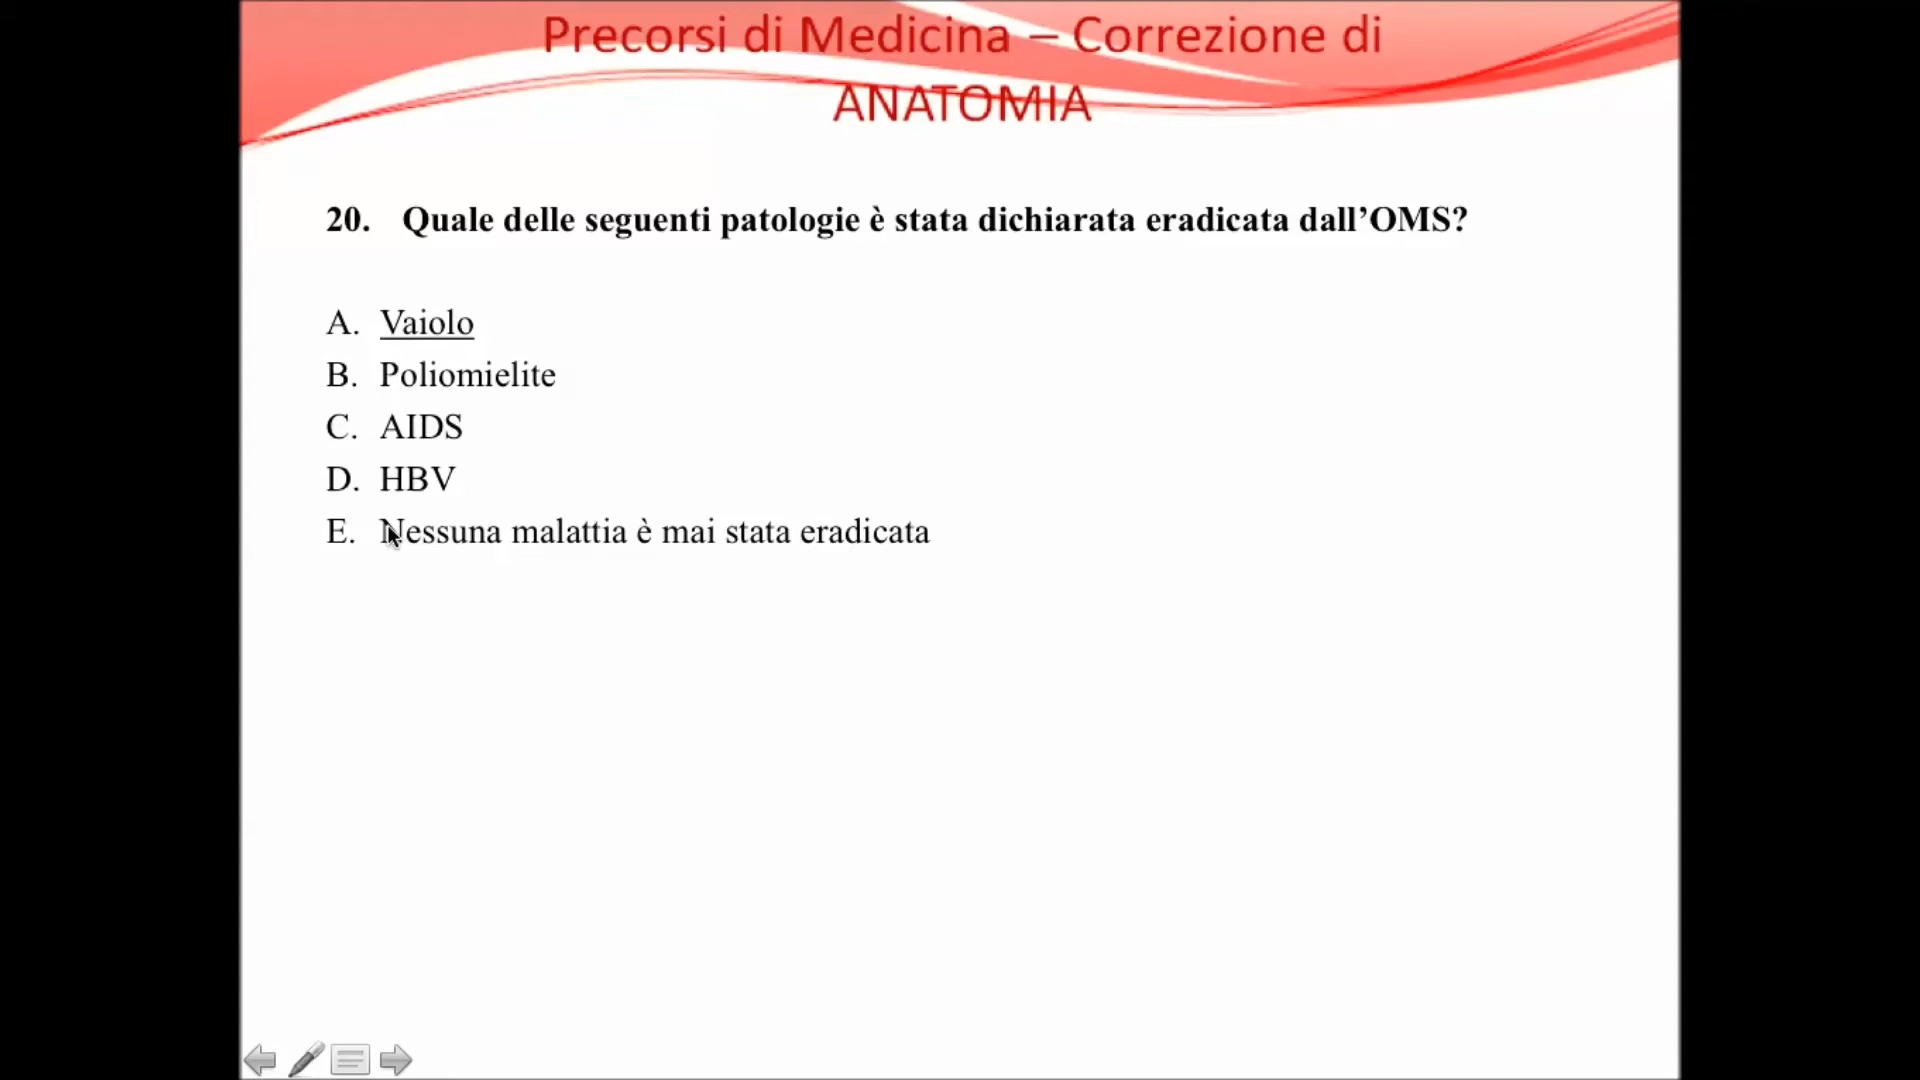 Precorsi di Medicina – Correzione di
ANATOMIA
20. Quale delle seguenti patologie è stata dichiarata eradicata dall’OMS?
A. Vaiolo
B. Poliomielite
C. AIDS
D. HBV
E. Nessuna malattia è mai stata eradicata